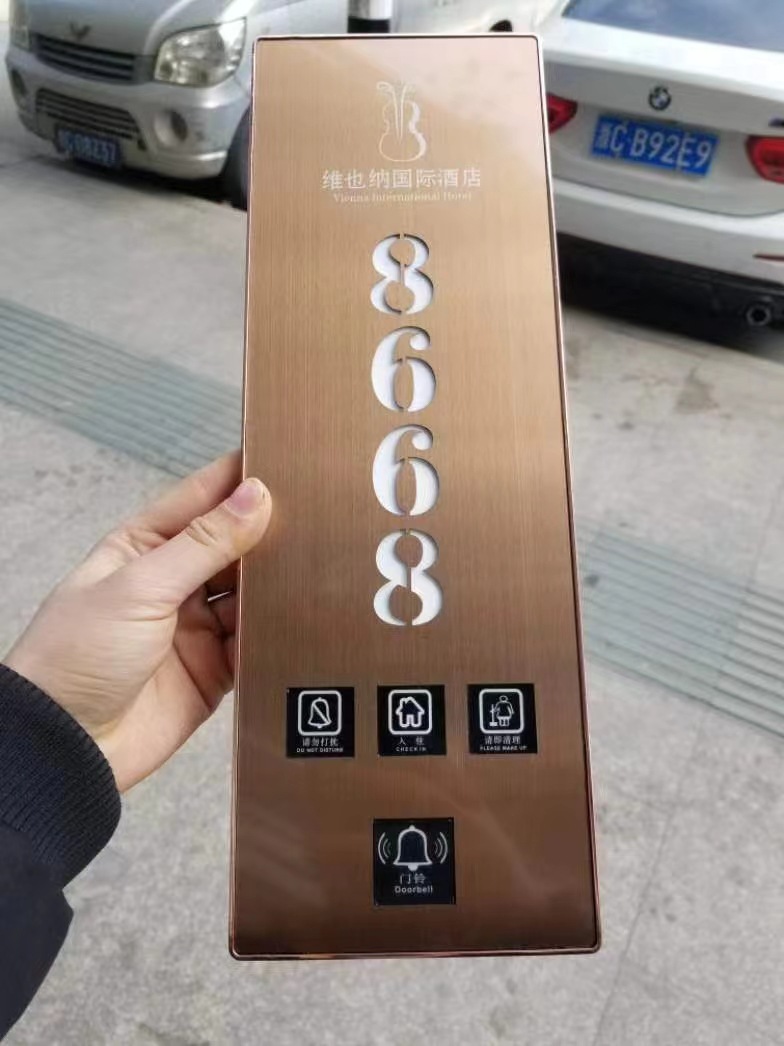 维也纳国际酒店
Vienna International Hotel
8
6
6
8
请勿打扰
DO NOT DISTURB
入住
CHECK IN
请即清理
PLEASE MAKE UP
门铃
Doorbell
C·B92E9